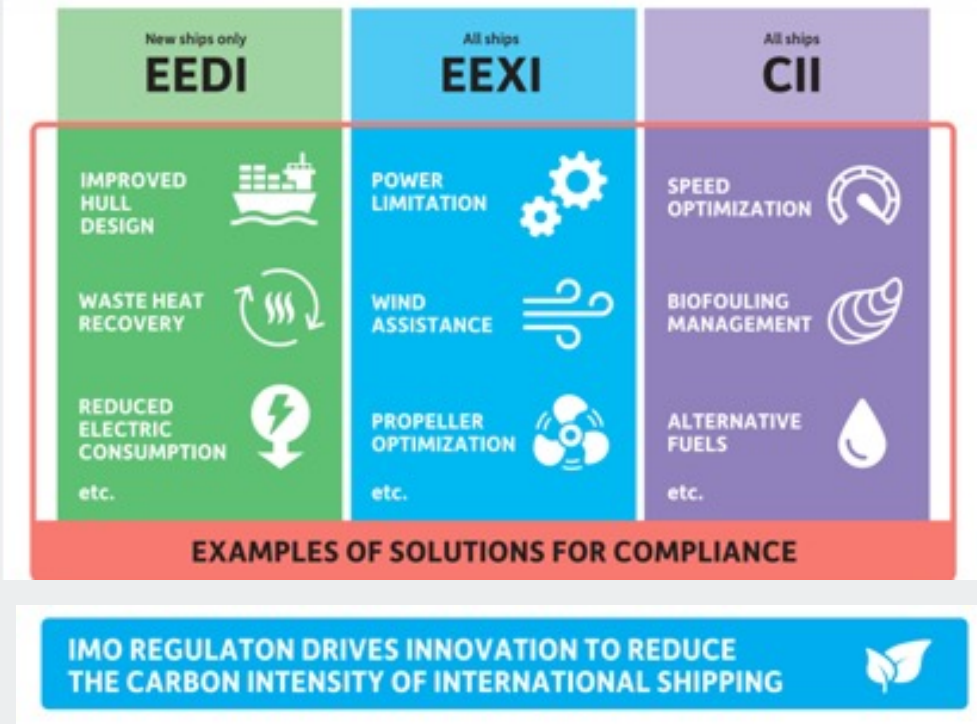 New ships only
EEDI
IMPROVED
HULL
DESIGN
WASTE HEAT
RECOVERY
REDUCED
ELECTRIC
CONSUMPTION
etc.
All ships
EEXI
POWER
LIMITATION
WIND
ASSISTANCE
PROPELLER
OPTIMIZATION
etc.
All ships
CII
SPEED
OPTIMIZATION
BIOFOULING
MANAGEMENT
ALTERNATIVE
FUELS
etc.
EXAMPLES OF SOLUTIONS FOR COMPLIANCE
IMO REGULATON DRIVES INNOVATION TO REDUCE
THE CARBON INTENSITY OF INTERNATIONAL SHIPPING